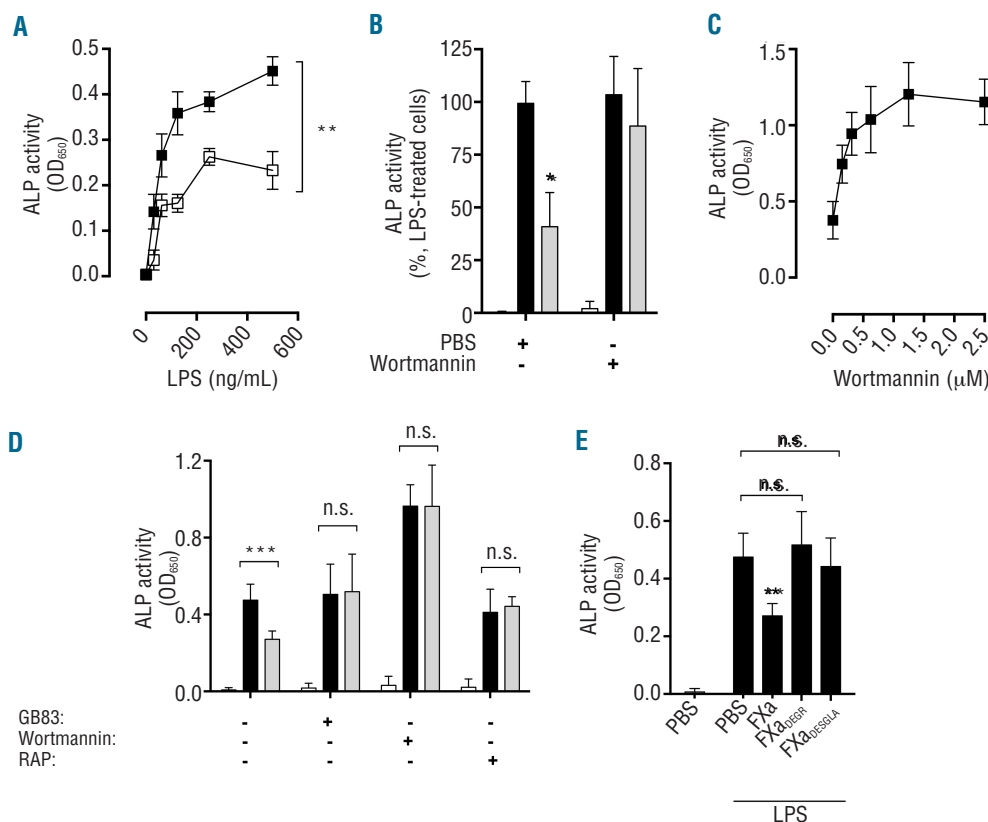 A
ALP activity
(OD650)
0.5
0.4
0.3
0.2
0.1
0.0
**
0
200
400
600
LPS (ng/mL)
B
ALP activity
(%, LPS-treated cells)
125
100
75
50
25
0
*
PBS + -
Wortmannin - +
C
ALP activity
(OD650)
1.5
1.0
0.5
0.0
0.0
0.5
1.0
1.5
2.0
2.5
Wortmannin (μM)
D
ALP activity
(OD650)
1.2
0.8
0.4
0.0
***
n.s.
n.s.
n.s.
GB83: - + - -
Wortmannin: - - + -
RAP: - - - +
E
ALP activity
(OD650)
0.8
0.6
0.4
0.2
0.0
n.s.
n.s.
**
PBS
PBS
FXa
FXaDEGR
FXaDESGLA
LPS